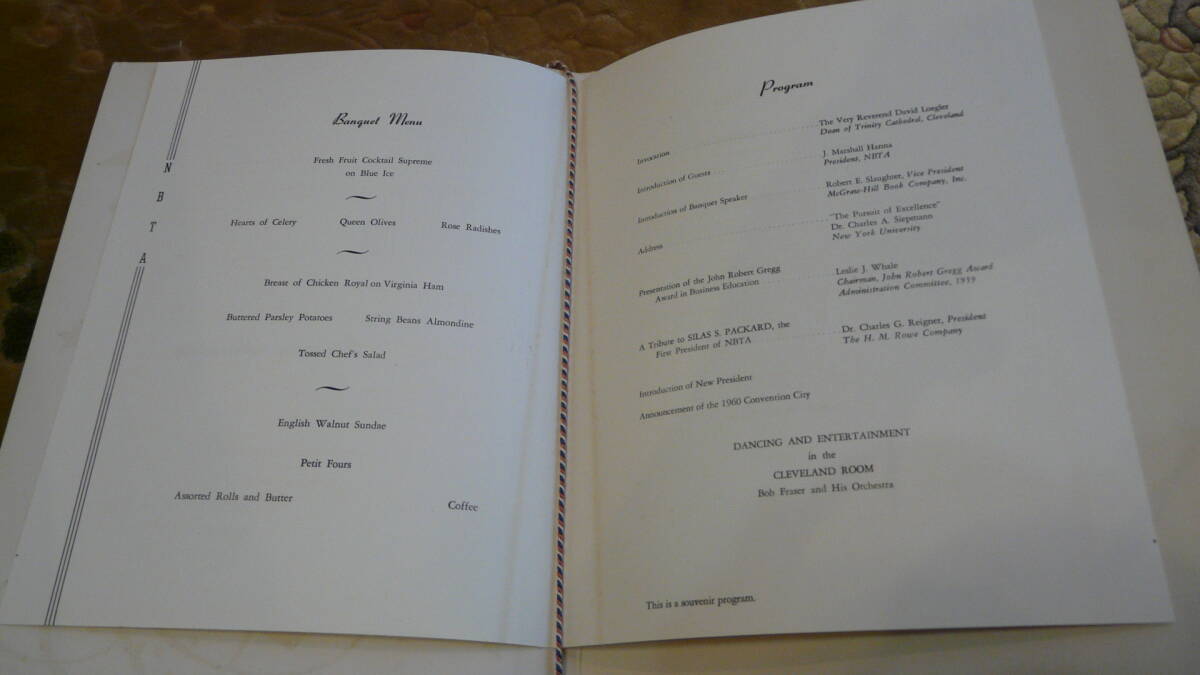 N
B
T
A
Banquet Menu
Fresh Fruit Cocktail Supreme
on Blue Ice
Hearts of Celery Queen Olives Rose Radishes
Breast of Chicken Royal on Virginia Ham
Buttered Parsley Potatoes String Beans Almondine
Tossed Chef's Salad
English Walnut Sundae
Petit Fours
Assorted Rolls and Butter Coffee
Program
The Very Reverend David Loegler
Invocation Dean of Trinity Cathedral, Cleveland
J. Marshall Hanna
Introduction of Guests President, NBTA
Robert E. Slaughter, Vice President
Introduction of Banquet Speaker McGraw-Hill Book Company, Inc.
"The Pursuit of Excellence"
Address Dr. Charles A. Siepmann
New York University
Presentation of the John Robert Gregg Leslie J. Whale
Award in Business Education Chairman, John Robert Gregg Award
Administration Committee, 1959
A Tribute to SILAS S. PACKARD, the Dr. Charles G. Reigner, President
First President of NBTA The H. M. Rowe Company
Introduction of New President
Announcement of the 1960 Convention City
DANCING AND ENTERTAINMENT
in the
CLEVELAND ROOM
Bob Fraser and His Orchestra
This is a souvenir program.